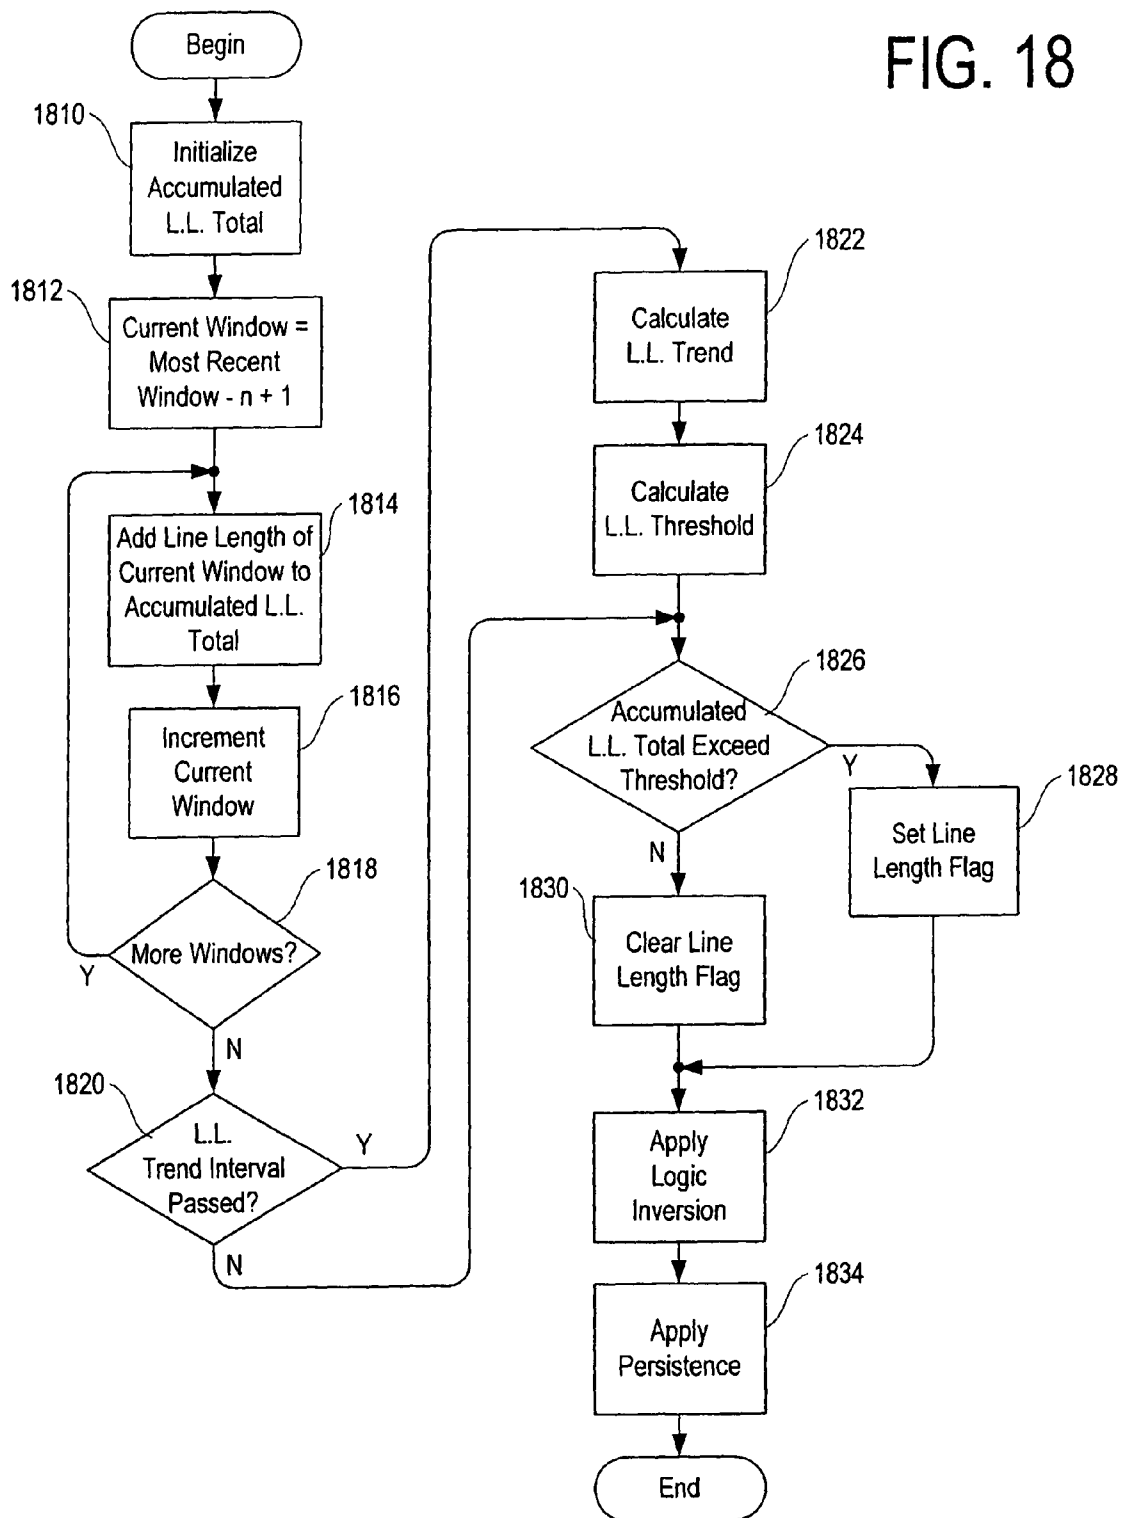 FIG. 18
Begin
1810
Initialize
Accumulated
L.L. Total
1812
Current Window =
Most Recent
Window - n + 1
1814
Add Line Length of
Current Window to
Accumulated L.L.
Total
1816
Increment
Current
Window
1818
More Windows?
Y
N
1820
L.L.
Trend Interval
Passed?
Y
N
1822
Calculate
L.L. Trend
1824
Calculate
L.L. Threshold
1826
Accumulated
L.L. Total Exceed
Threshold?
Y
N
1828
Set Line
Length Flag
1830
Clear Line
Length Flag
1832
Apply
Logic
Inversion
1834
Apply
Persistence
End